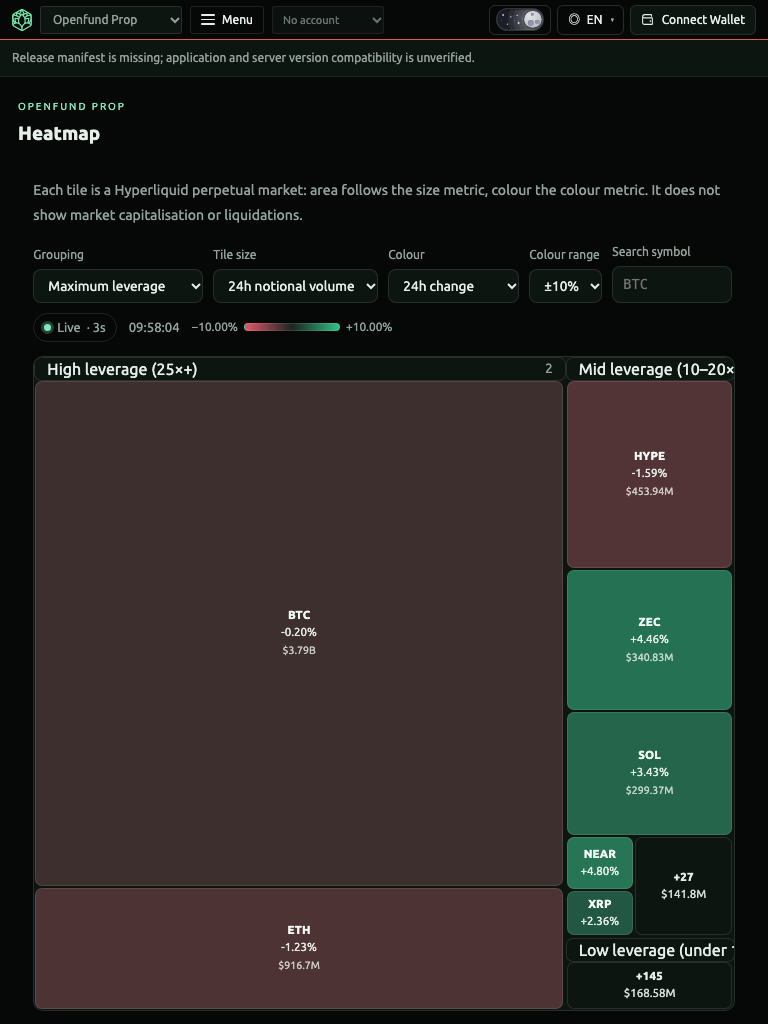 Openfund Prop
Menu
No account
EN
Connect Wallet
Release manifest is missing; application and server version compatibility is unverified.
OPENFUND PROP
Heatmap
Each tile is a Hyperliquid perpetual market: area follows the size metric, colour the colour metric. It does not
show market capitalisation or liquidations.
Grouping
Tile size
Colour
Colour range
Search symbol
Maximum leverage
24h notional volume
24h change
±10%
BTC
Live · 3s
09:58:04
−10.00%
+10.00%
High leverage (25×+)
2
Mid leverage (10–20×
BTC
-0.20%
$3.79B
ETH
-1.23%
$916.7M
HYPE
-1.59%
$453.94M
ZEC
+4.46%
$340.83M
SOL
+3.43%
$299.37M
NEAR
+4.80%
XRP
+2.36%
+27
$141.8M
Low leverage (under
+145
$168.58M